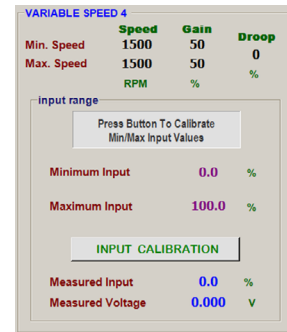 VARIABLE SPEED 4
Speed Gain Droop
Min. Speed 1500 50 0
Max. Speed 1500 50
RPM % %
input range
Press Button To Calibrate
Min/Max Input Values
Minimum Input 0.0 %
Maximum Input 100.0 %
INPUT CALIBRATION
Measured Input 0.0 %
Measured Voltage 0.000 V